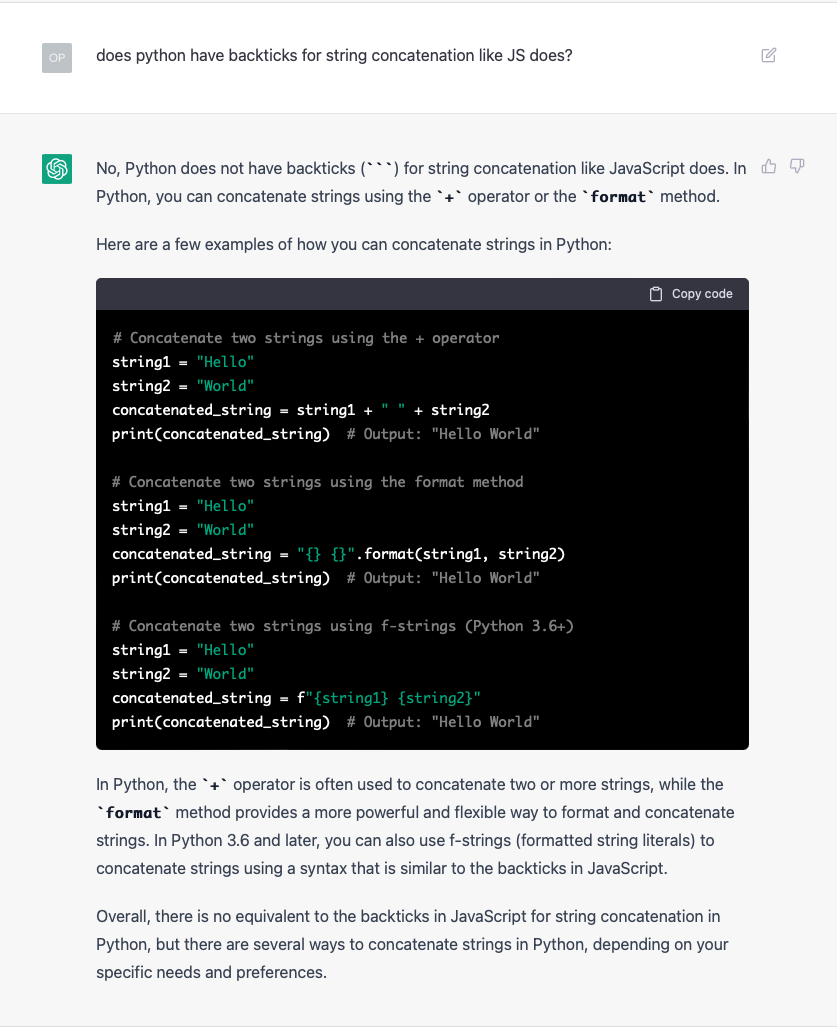 OP
does python have backticks for string concatenation like JS does?
No, Python does not have backticks (````) for string concatenation like JavaScript does. In
Python, you can concatenate strings using the `+` operator or the `format` method.
Here are a few examples of how you can concatenate strings in Python:
Copy code
# Concatenate two strings using the + operator
string1 = "Hello"
string2 = "World"
concatenated_string = string1 + " " + string2
print(concatenated_string)  # Output: "Hello World"
# Concatenate two strings using the format method
string1 = "Hello"
string2 = "World"
concatenated_string = "{} {}".format(string1, string2)
print(concatenated_string)  # Output: "Hello World"
# Concatenate two strings using f-strings (Python 3.6+)
string1 = "Hello"
string2 = "World"
concatenated_string = f"{string1} {string2}"
print(concatenated_string)  # Output: "Hello World"
In Python, the `+` operator is often used to concatenate two or more strings, while the
`format` method provides a more powerful and flexible way to format and concatenate
strings. In Python 3.6 and later, you can also use f-strings (formatted string literals) to
concatenate strings using a syntax that is similar to the backticks in JavaScript.
Overall, there is no equivalent to the backticks in JavaScript for string concatenation in
Python, but there are several ways to concatenate strings in Python, depending on your
specific needs and preferences.